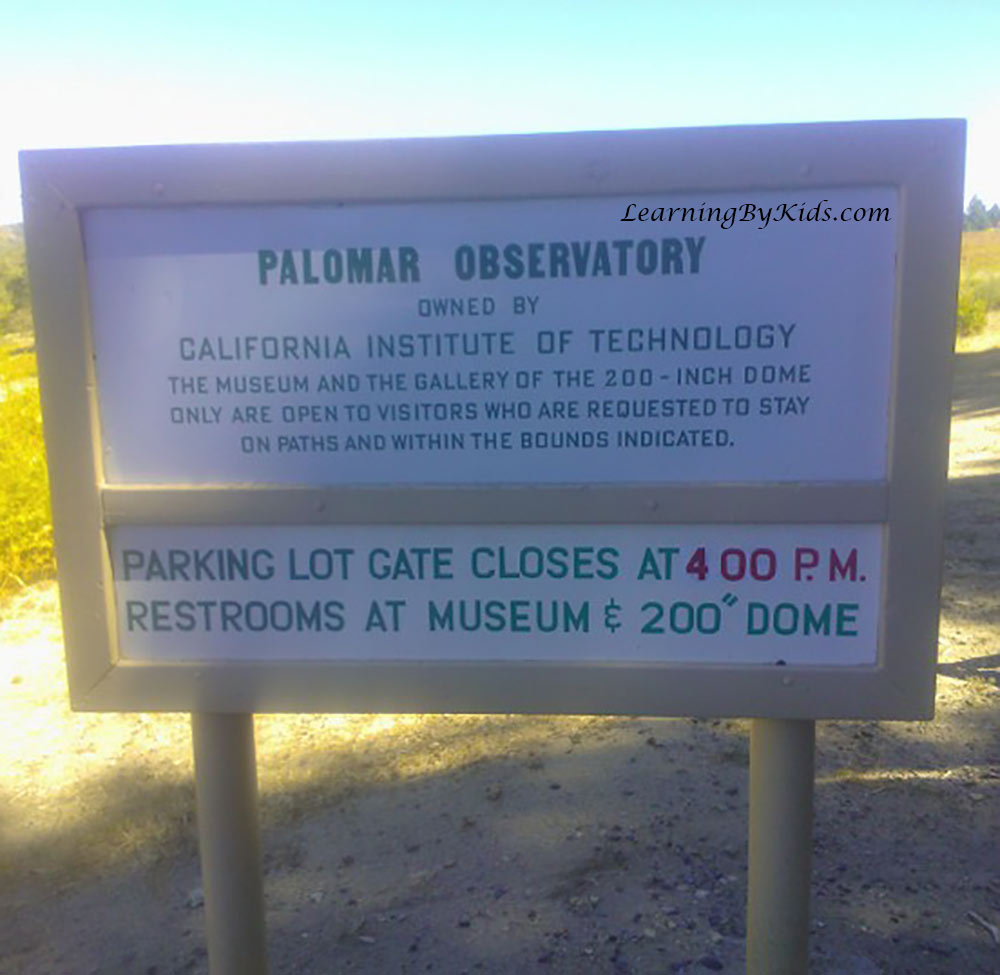 LearningByKids.com
PALOMAR OBSERVATORY
OWNED BY
CALIFORNIA INSTITUTE OF TECHNOLOGY
THE MUSEUM AND THE GALLERY OF THE 200-INCH DOME
ONLY ARE OPEN TO VISITORS WHO ARE REQUESTED TO STAY
ON PATHS AND WITHIN THE BOUNDS INDICATED.
PARKING LOT GATE CLOSES AT 4 00 P.M.
RESTROOMS AT MUSEUM & 200" DOME